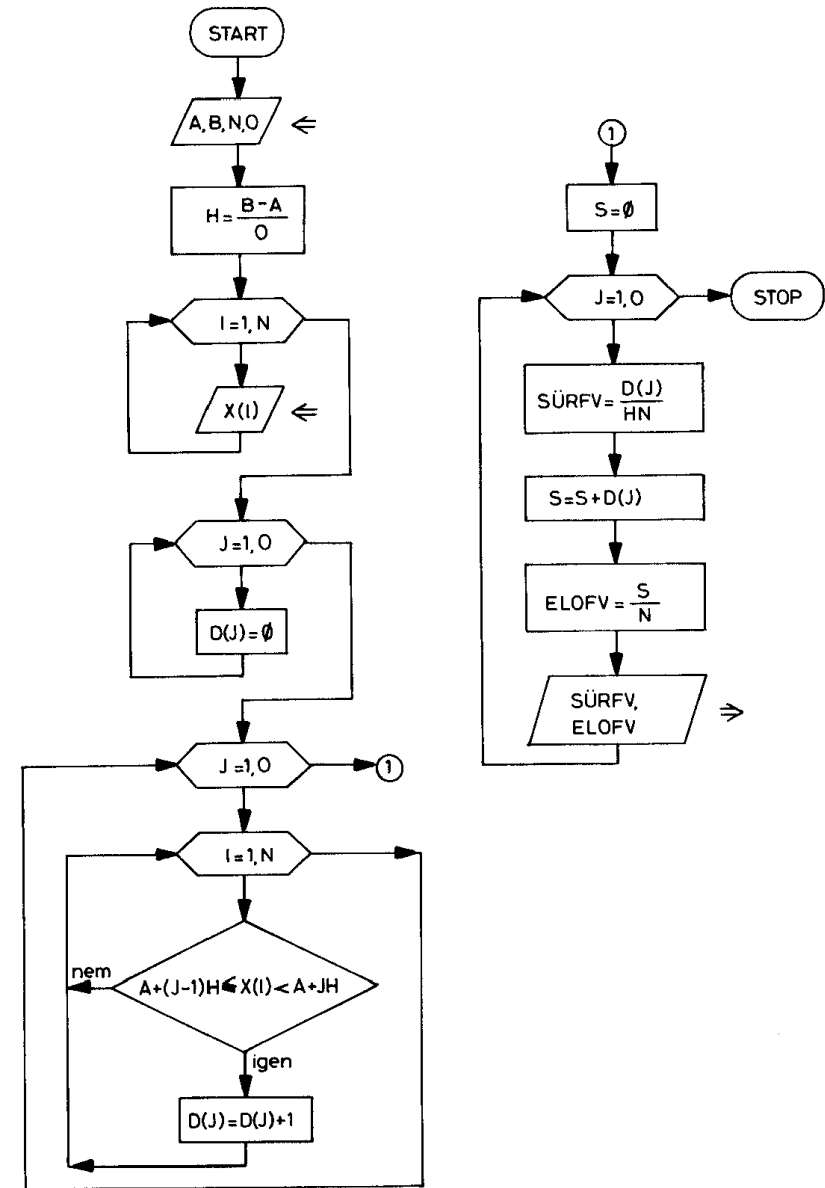 START
A, B, N, O
H = B-A
O
I = 1, N
X(I)
J = 1, O
D(J) = Ø
J = 1, O
1
I = 1, N
A+(J-1)H ≤ X(I) < A+JH
nem
igen
D(J) = D(J)+1
1
S = Ø
J = 1, O
STOP
SÜRFV = D(J)
HN
S = S + D(J)
ELOFV = S
N
SÜRFV,
ELOFV